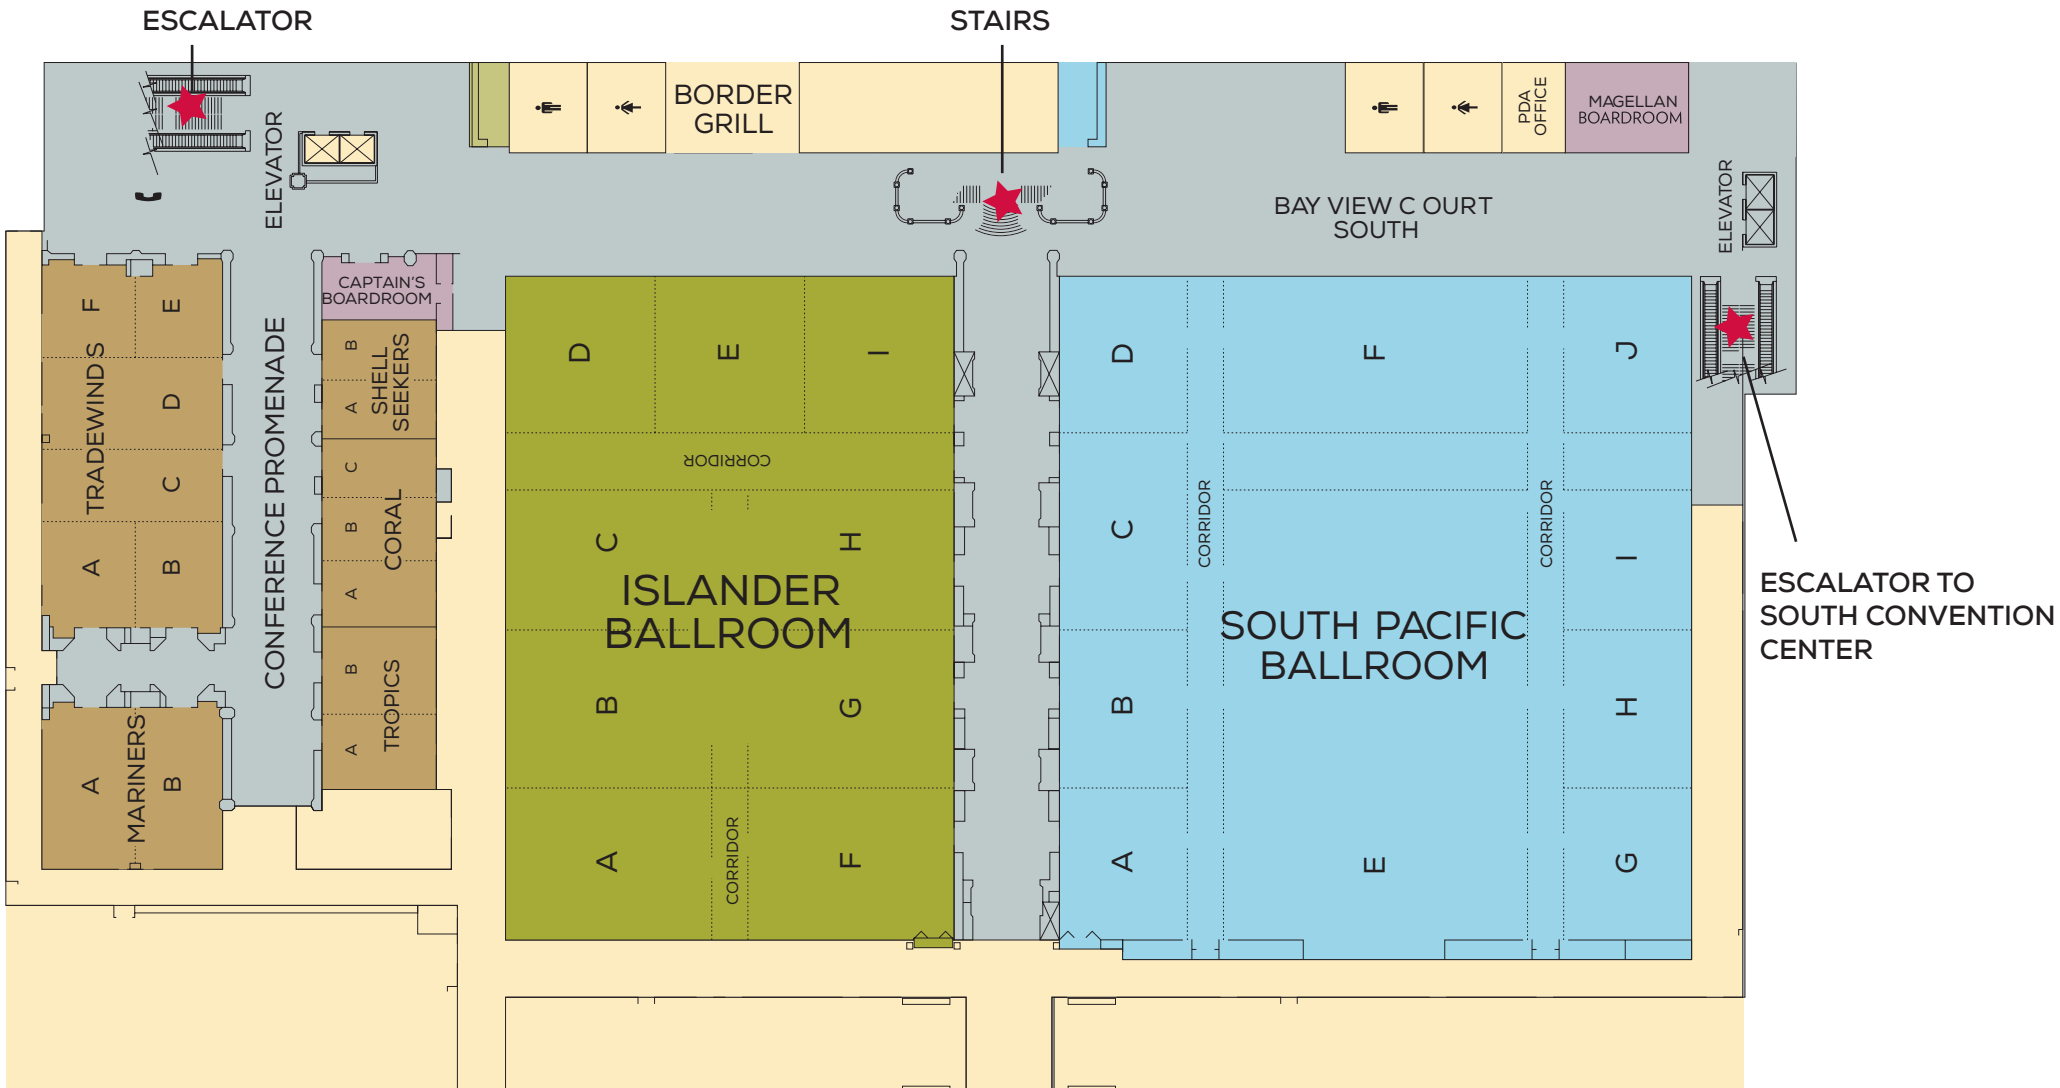 ESCALATOR
STAIRS
BORDER
GRILL
PDA
OFFICE
MAGELLAN
BOARDROOM
ELEVATOR
ELEVATOR
BAY VIEW C OURT
SOUTH
CAPTAIN'S
BOARDROOM
TRADEWINDS
F
E
D
C
A
B
CONFERENCE PROMENADE
SHELL
SEEKERS
B
A
CORAL
C
B
A
TROPICS
B
A
MARINERS
A
B
D
E
I
CORRIDOR
C
H
ISLANDER
BALLROOM
B
G
A
CORRIDOR
F
D
F
J
C
CORRIDOR
CORRIDOR
I
SOUTH PACIFIC
BALLROOM
B
H
A
E
G
ESCALATOR TO
SOUTH CONVENTION
CENTER